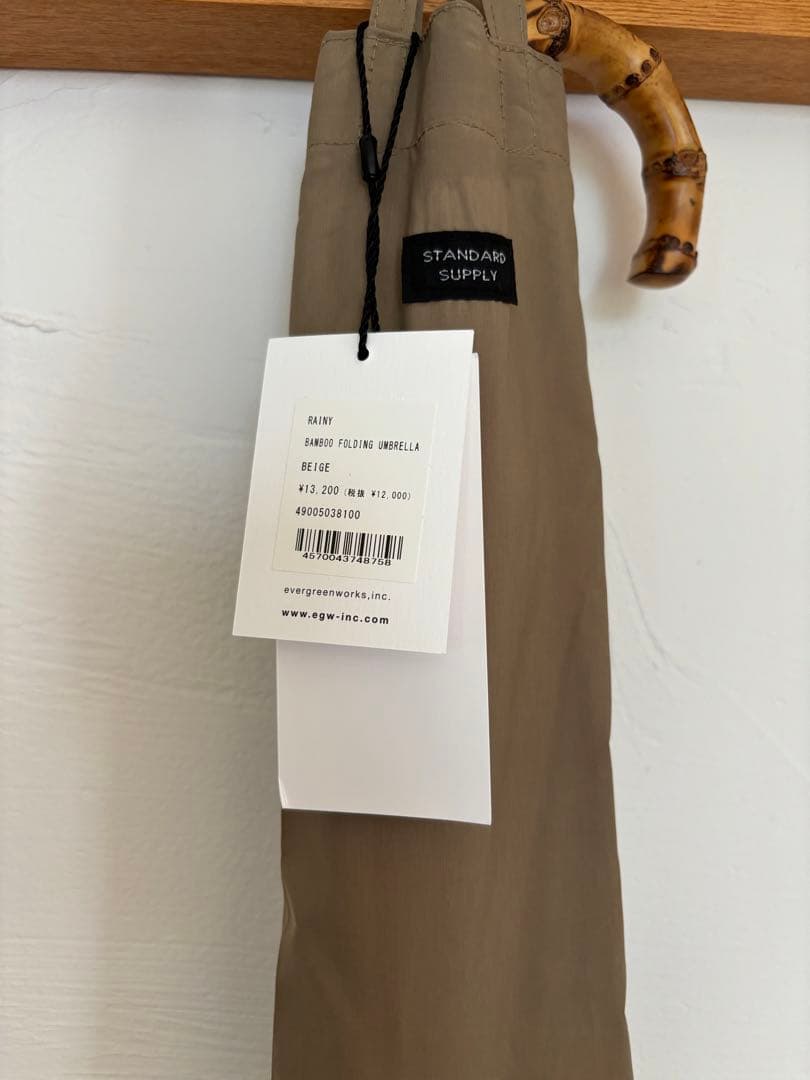 STANDARD
SUPPLY
RAINY
BAMBOO FOLDING UMBRELLA
BEIGE
¥13,200 (税抜 ¥12,000)
49005038100
4570043748758
evergreenworks,inc.
www.egw-inc.com